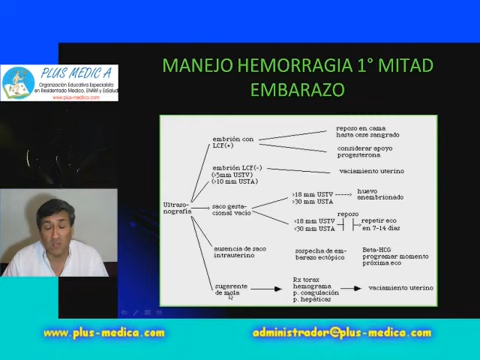 MANEJO HEMORRAGIA 1° MITAD
EMBARAZO
PLUS MEDIC A
Organización Educativa Especialista
en Residentado Médico, ENAM y EsSalud
www.plus-medica.com
Ultraso-
nografía
embrión con
LCF(+)
reposo en cama
hasta cese sangrado
considerar apoyo
progesterona
embrión LCF(-)
(>5mm USTV)
(>10 mm USTA)
vaciamiento uterino
saco gesta-
cional vacío
>18 mm USTV
>30 mm USTA
huevo
anembrionado
<18 mm USTV
<30 mm USTA
reposo
repetir eco
en 7-14 días
ausencia de saco
intrauterino
sospecha de em-
barazo ectópico
Beta-HCG
programar momento
próxima eco
sugerente
de mola
Rx torax
hemograma
p. coagulación
p. hepáticas
vaciamiento uterino
www.plus-medica.com
administrador@plus-medica.com